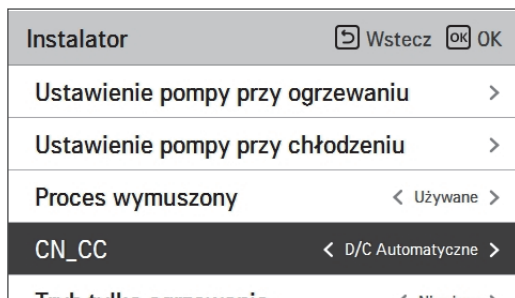 Instalator Wstecz OK OK
Ustawienie pompy przy ogrzewaniu >
Ustawienie pompy przy chłodzeniu >
Proces wymuszony < Używane >
CN_CC < D/C Automatyczne >